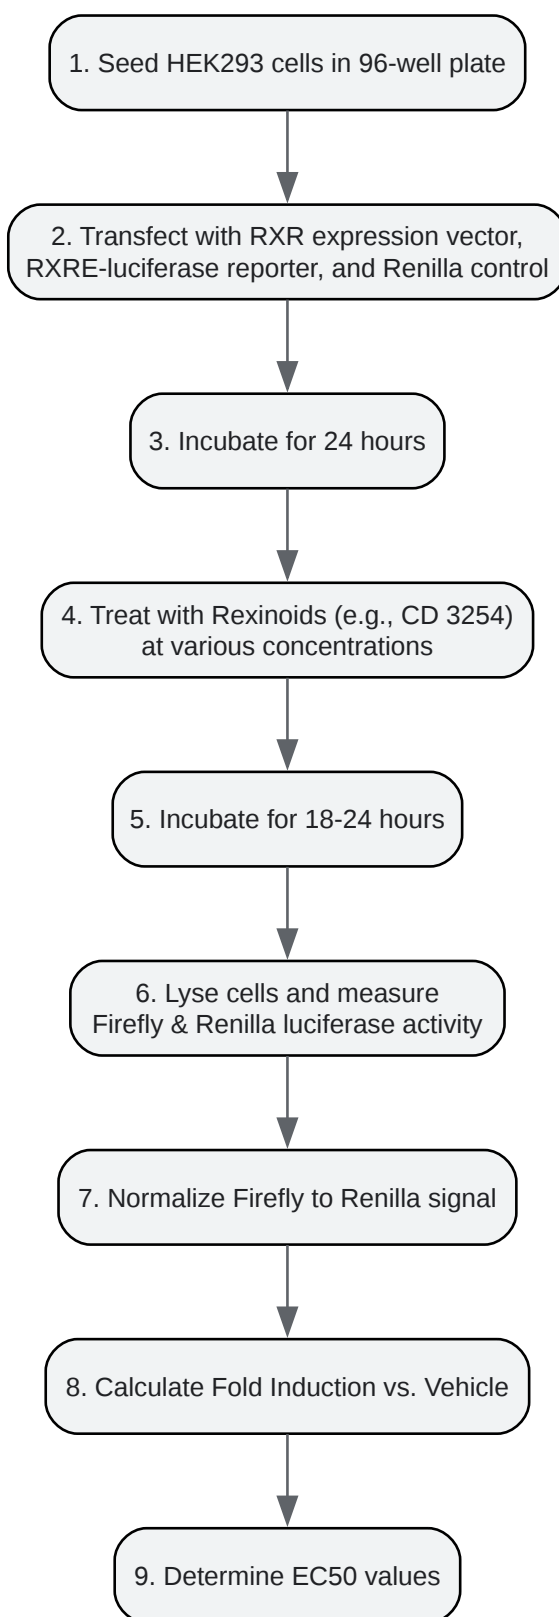 1. Seed HEK293 cells in 96-well plate
2. Transfect with RXR expression vector,
RXRE-luciferase reporter, and Renilla control
3. Incubate for 24 hours
4. Treat with Rexinoids (e.g., CD 3254)
at various concentrations
5. Incubate for 18-24 hours
6. Lyse cells and measure
Firefly & Renilla luciferase activity
7. Normalize Firefly to Renilla signal
8. Calculate Fold Induction vs. Vehicle
9. Determine EC50 values